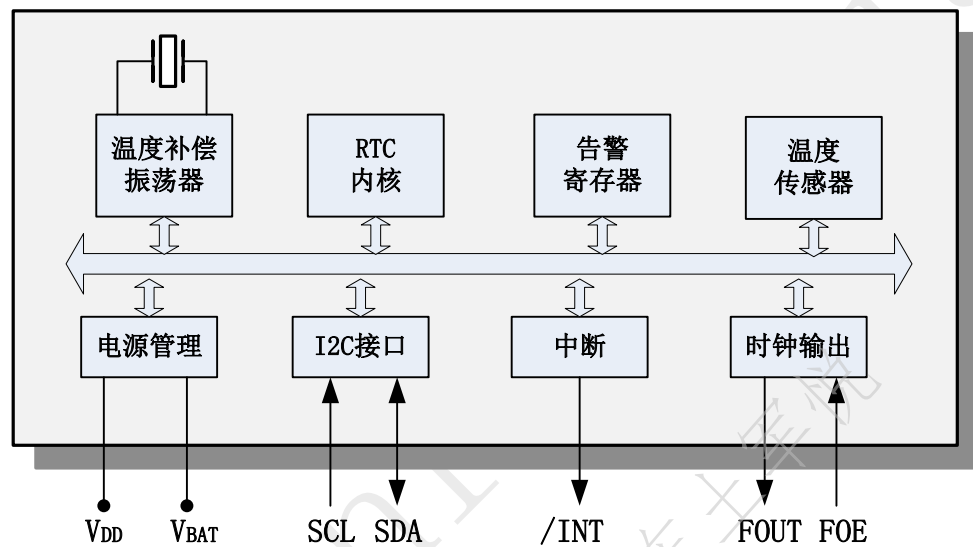 温度补偿
振荡器
RTC
内核
告警
寄存器
温度
传感器
电源管理
I2C接口
中断
时钟输出
VDD
VBAT
SCL SDA
/INT
FOUT FOE